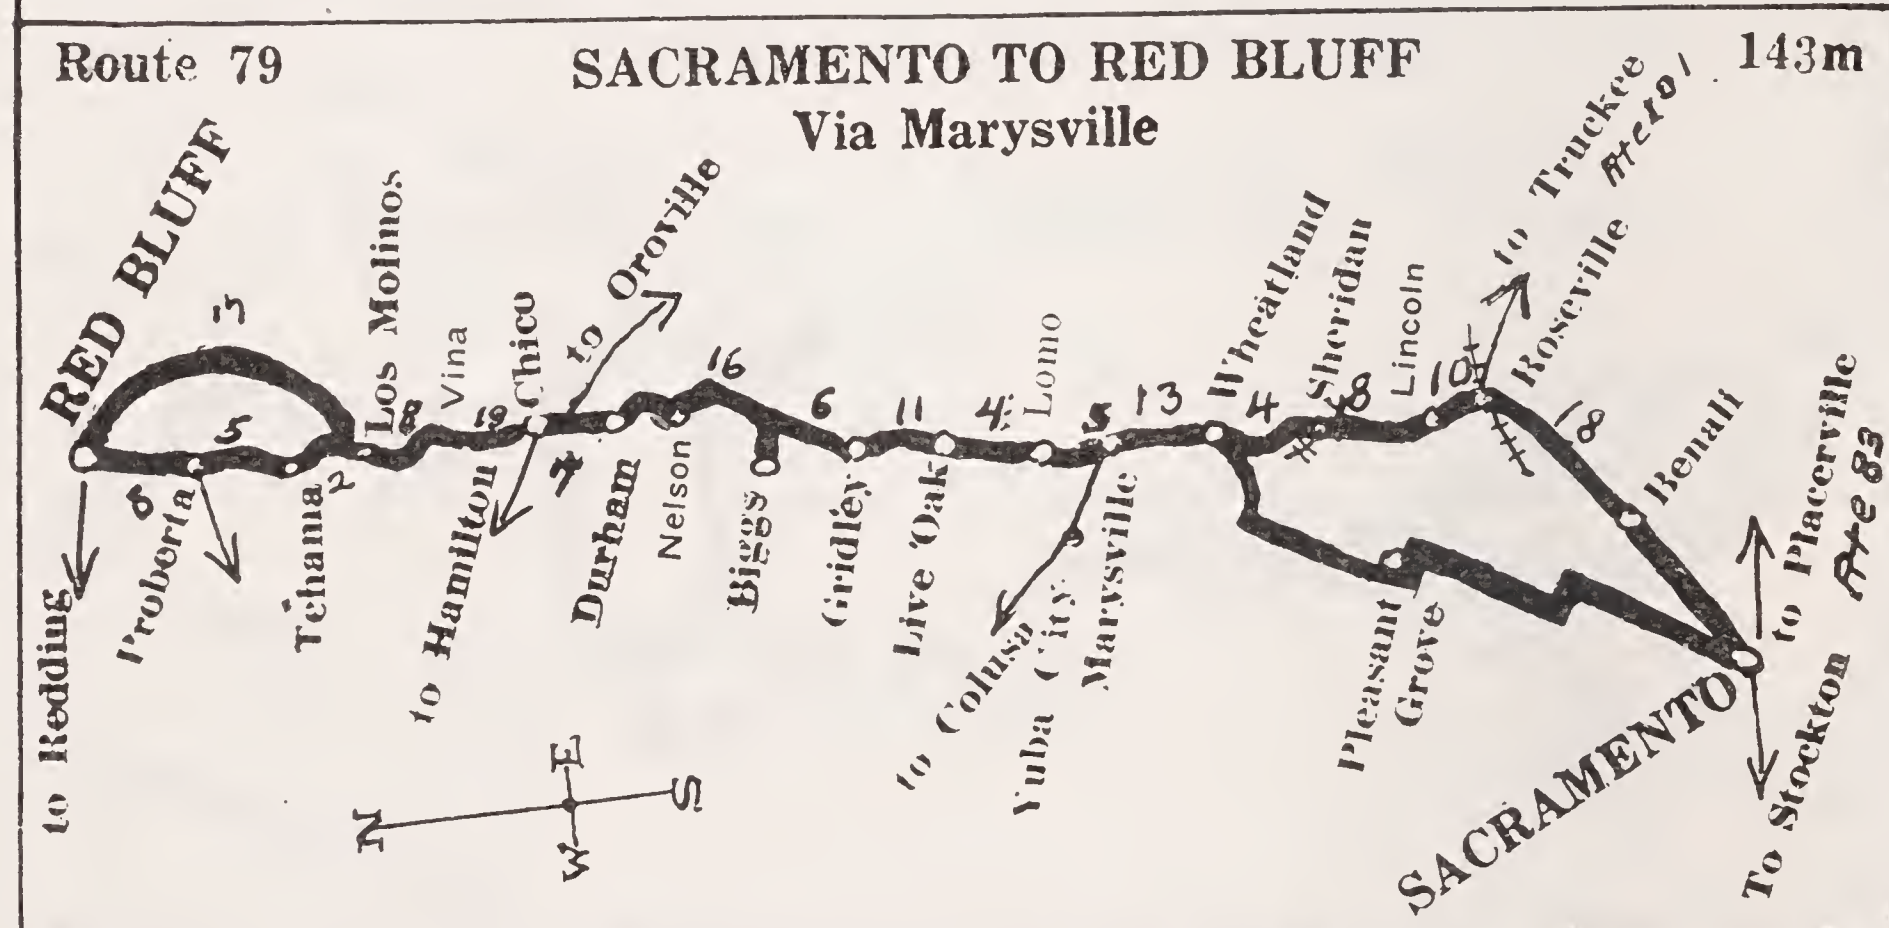 Route 79
SACRAMENTO TO RED BLUFF
143m
Via Marysville
to Truckee
Rte 101
RED BLUFF
13
Los Molinos
Vina
Chico
to Oroville
16
6
11
4
Lomo
5
13
Wheatland
4
Sheridan
8
Lincoln
10
Roseville
18
Benali
5
8
19
2
7
8
Proberta
Tehama
to Hamilton
Durham
Nelson
Biggs
Gridley
Live Oak
to Colusa
Yuba City
Marysville
Pleasant
Grove
to Placerville
Rte 83
SACRAMENTO
To Stockton
to Redding
N
E
S
W